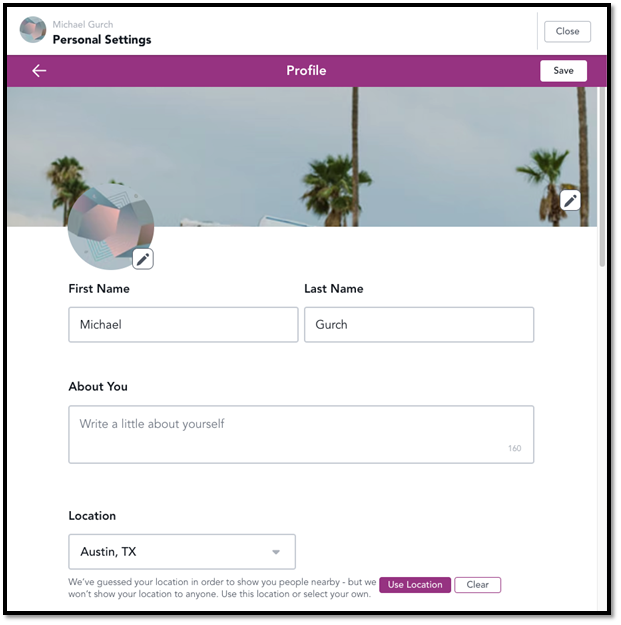 Michael Gurch
Personal Settings
Close
Profile
Save
First Name
Last Name
Michael
Gurch
About You
Write a little about yourself
160
Location
Austin, TX
We've guessed your location in order to show you people nearby - but we
won't show your location to anyone. Use this location or select your own.
Use Location
Clear